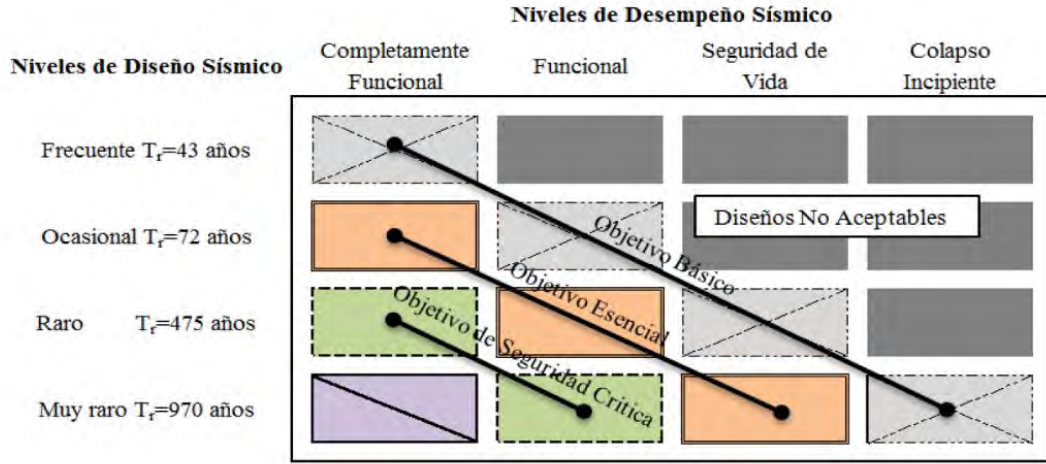 Niveles de Desempeño Sísmico
Niveles de Diseño Sísmico
Completamente
Funcional
Funcional
Seguridad de
Vida
Colapso
Incipiente
Frecuente Tr=43 años
Ocasional Tr=72 años
Diseños No Aceptables
Objetivo Básico
Objetivo Esencial
Raro Tr=475 años
Objetivo de Seguridad Crítica
Muy raro Tr=970 años